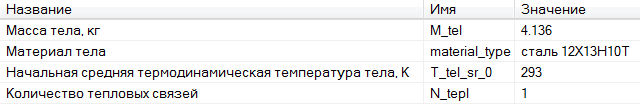 Название Имя Значение
Масса тела, кг M_tel 4.136
Материал тела material_type сталь 12Х13Н10Т
Начальная средняя термодинамическая температура тела, К T_tel_sr_0 293
Количество тепловых связей N_tepl 1